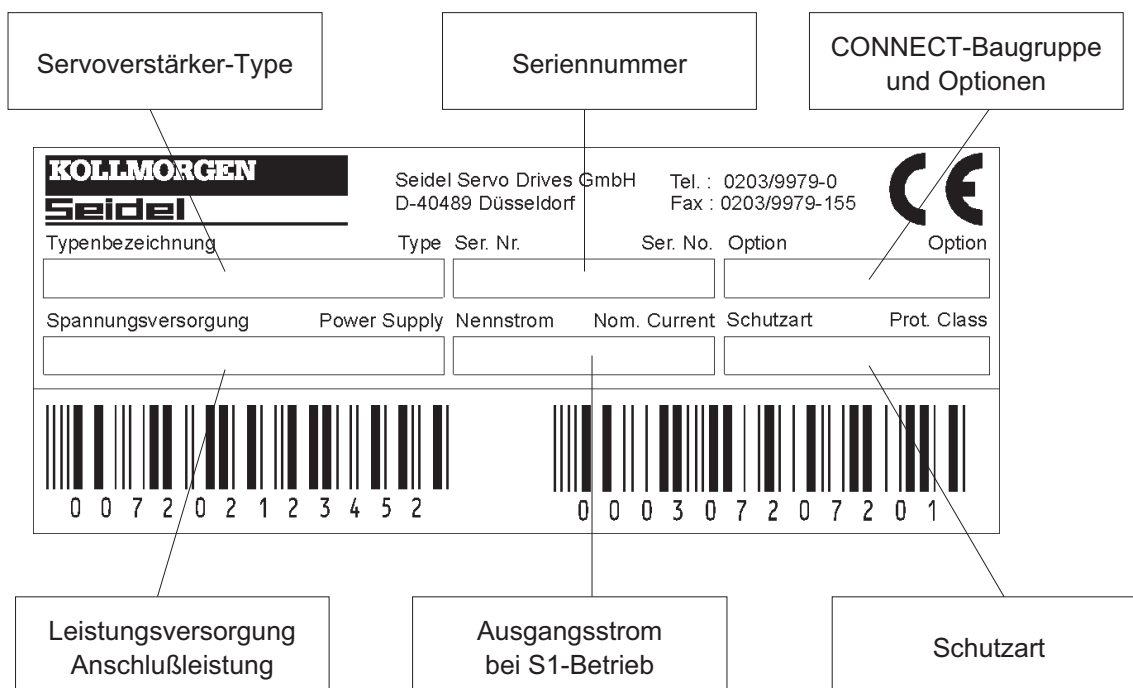 Servoverstärker-Type
Seriennummer
CONNECT-Baugruppe
und Optionen
KOLLMORGEN
Seidel
Seidel Servo Drives GmbH
D-40489 Düsseldorf
Tel. : 0203/9979-0
Fax : 0203/9979-155
CE
Typenbezeichnung Type
Ser. Nr. Ser. No.
Option Option
Spannungsversorgung Power Supply
Nennstrom Nom. Current
Schutzart Prot. Class
0 0 7 2 0 2 1 2 3 4 5 2
0 0 0 3 0 7 2 0 7 2 0 1
Leistungsversorgung
Anschlußleistung
Ausgangsstrom
bei S1-Betrieb
Schutzart